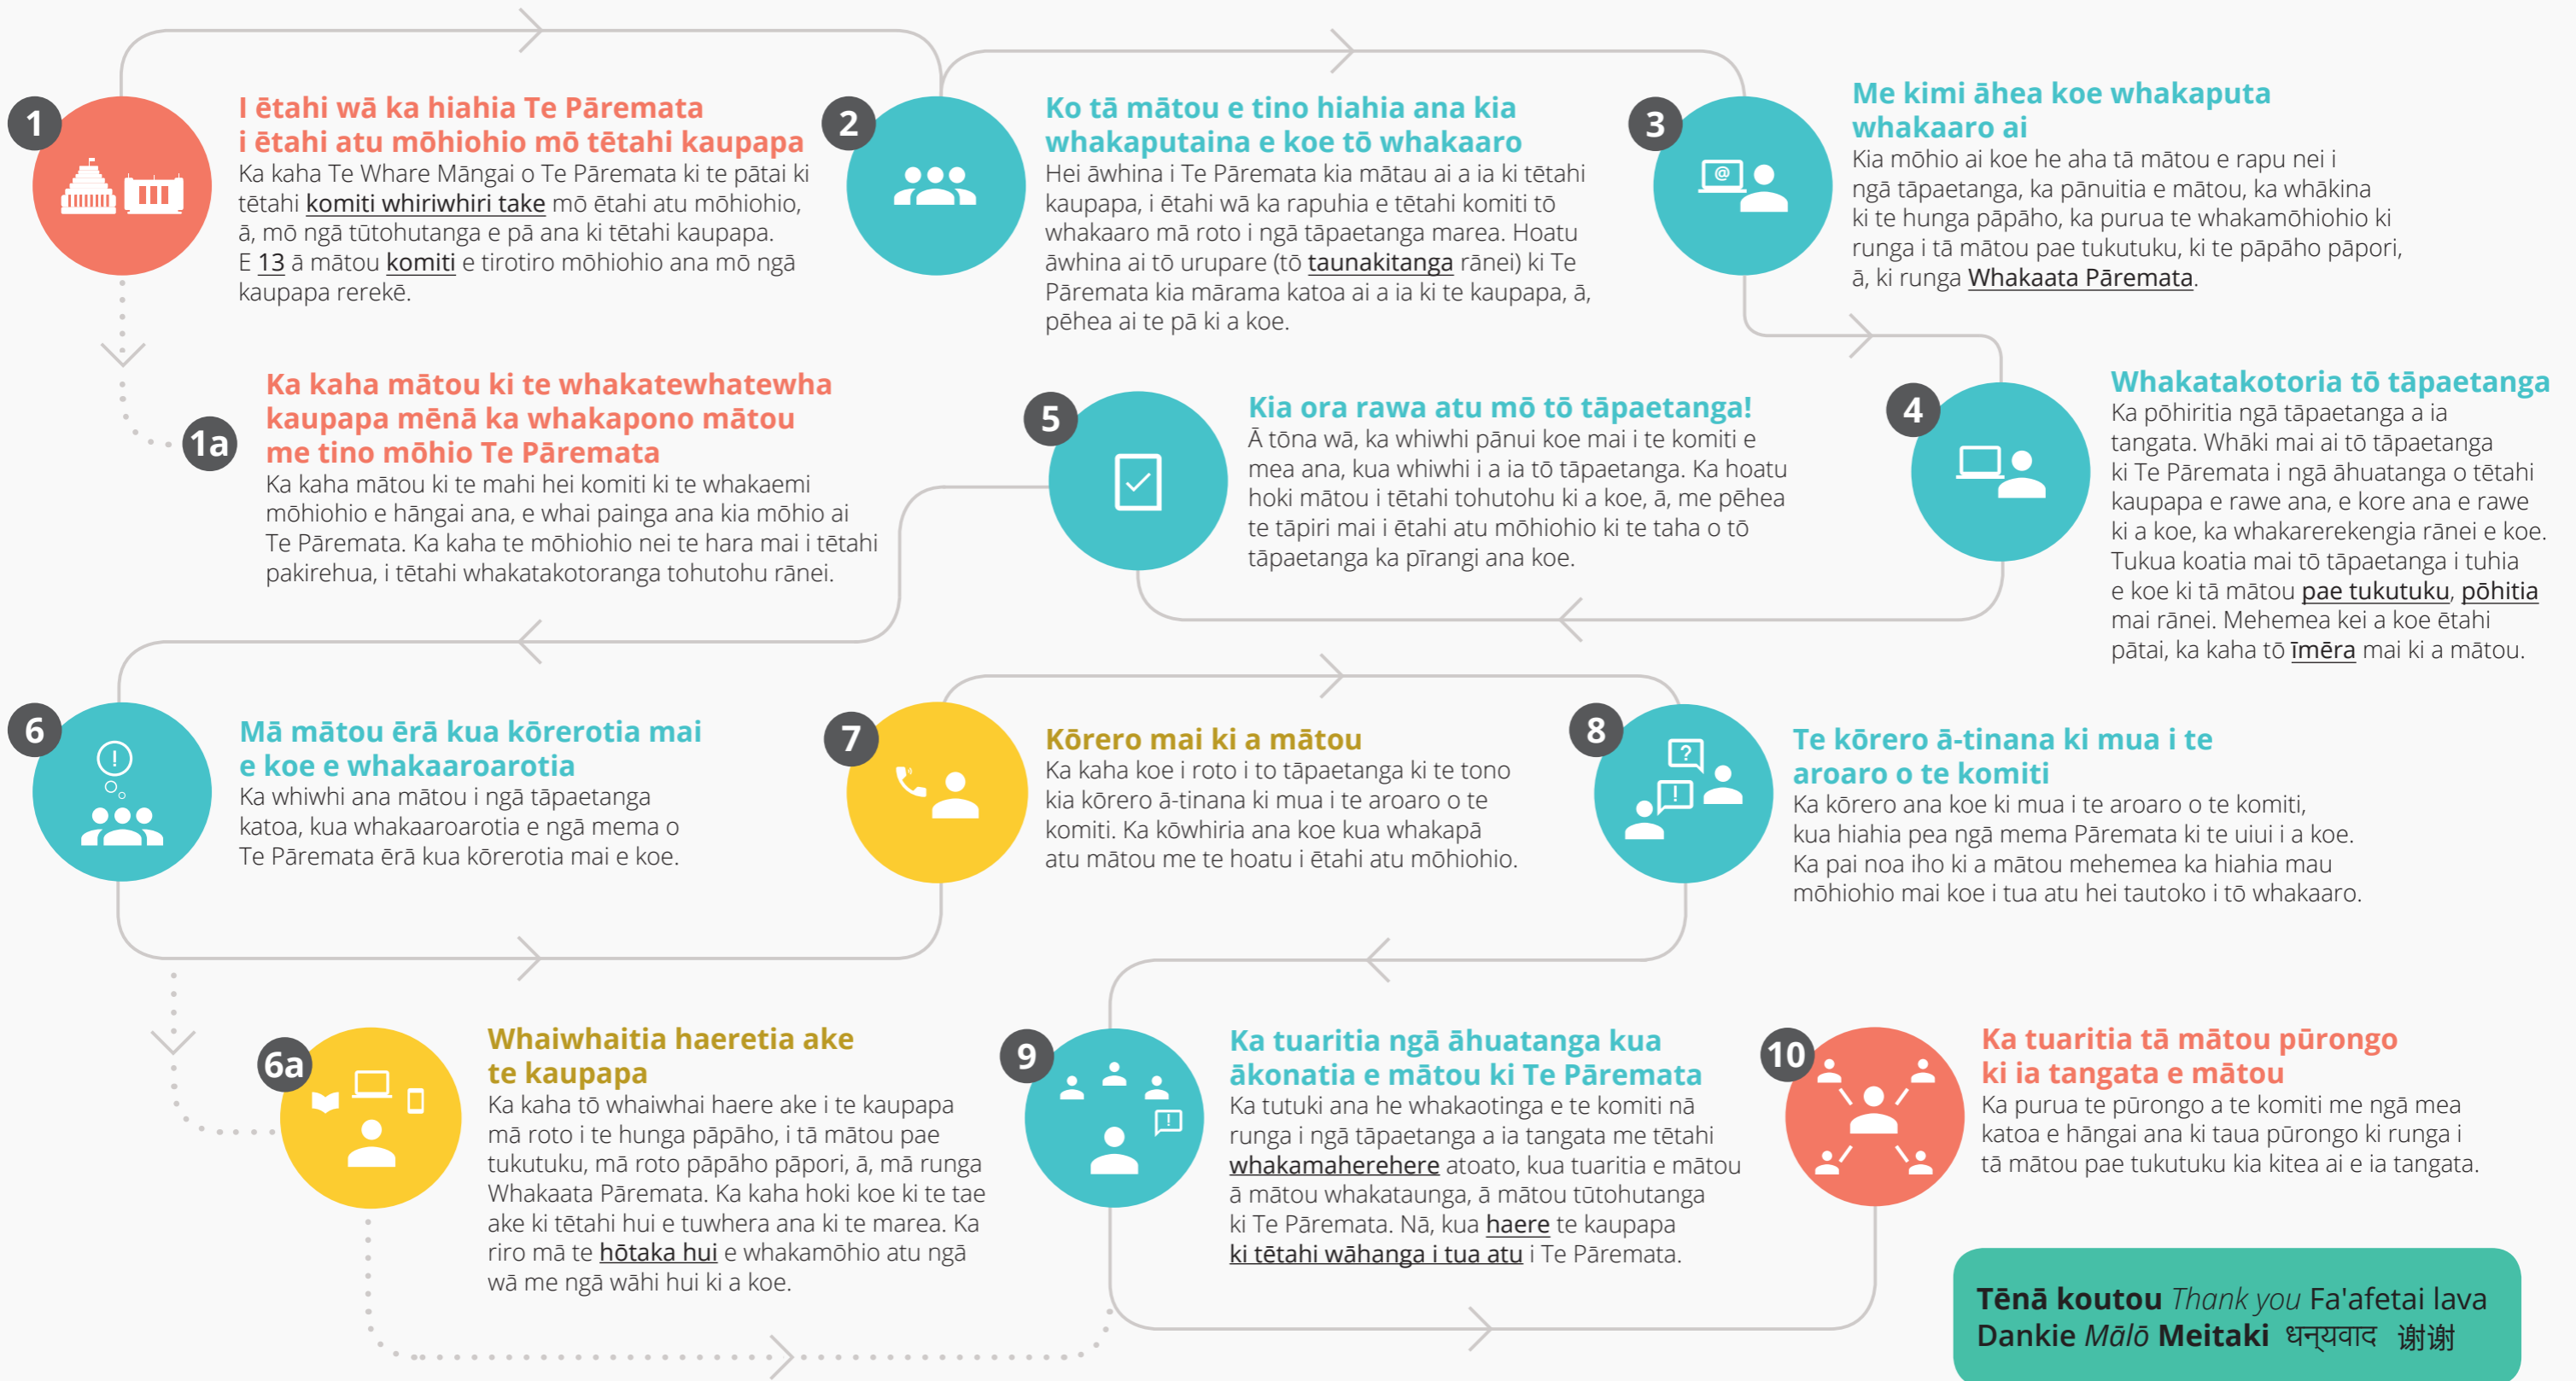 1
I ētahi wā ka hiahia Te Pāremata
i ētahi atu mōhiohio mō tētahi kaupapa
Ka kaha Te Whare Māngai o Te Pāremata ki te pātai ki
tētahi komiti whiriwhiri take mō ētahi atu mōhiohio,
ā, mō ngā tūtohutanga e pā ana ki tētahi kaupapa.
E 13 ā mātou komiti e tirotiro mōhiohio ana mō ngā
kaupapa rerekē.
1a
Ka kaha mātou ki te whakatewhatewha
kaupapa mēnā ka whakapono mātou
me tino mōhio Te Pāremata
Ka kaha mātou ki te mahi hei komiti ki te whakaemi
mōhiohio e hāngai ana, e whai painga ana kia mōhio ai
Te Pāremata. Ka kaha te mōhiohio nei te hara mai i tētahi
pakirehua, i tētahi whakatakotoranga tohutohu rānei.
2
Ko tā mātou e tino hiahia ana kia
whakaputaina e koe tō whakaaro
Hei āwhina i Te Pāremata kia mātau ai a ia ki tētahi
kaupapa, i ētahi wā ka rapuhia e tētahi komiti tō
whakaaro mā roto i ngā tāpaetanga marea. Hoatu
āwhina ai tō urupare (tō taunakitanga rānei) ki Te
Pāremata kia mārama katoa ai a ia ki te kaupapa, ā,
pēhea ai te pā ki a koe.
3
@
Me kimi āhea koe whakaputa
whakaaro ai
Kia mōhio ai koe he aha tā mātou e rapu nei i
ngā tāpaetanga, ka pānuitia e mātou, ka whākina
ki te hunga pāpāho, ka purua te whakamōhiohio ki
runga i tā mātou pae tukutuku, ki te pāpāho pāpori,
ā, ki runga Whakaata Pāremata.
4
Whakatakotoria tō tāpaetanga
Ka pōhiritia ngā tāpaetanga a ia
tangata. Whāki mai ai tō tāpaetanga
ki Te Pāremata i ngā āhuatanga o tētahi
kaupapa e rawe ana, e kore ana e rawe
ki a koe, ka whakarerekengia rānei e koe.
Tukua koatia mai tō tāpaetanga i tuhia
e koe ki tā mātou pae tukutuku, pōhitia
mai rānei. Mehemea kei a koe ētahi
pātai, ka kaha tō īmēra mai ki a mātou.
5
Kia ora rawa atu mō tō tāpaetanga!
Ā tōna wā, ka whiwhi pānui koe mai i te komiti e
mea ana, kua whiwhi i a ia tō tāpaetanga. Ka hoatu
hoki mātou i tētahi tohutohu ki a koe, ā, me pēhea
te tāpiri mai i ētahi atu mōhiohio ki te taha o tō
tāpaetanga ka pīrangi ana koe.
6
!
Mā mātou ērā kua kōrerotia mai
e koe e whakaaroarotia
Ka whiwhi ana mātou i ngā tāpaetanga
katoa, kua whakaaroarotia e ngā mema o
Te Pāremata ērā kua kōrerotia mai e koe.
6a
Whaiwhaitia haeretia ake
te kaupapa
Ka kaha tō whaiwhai haere ake i te kaupapa
mā roto i te hunga pāpāho, i tā mātou pae
tukutuku, mā roto pāpāho pāpori, ā, mā runga
Whakaata Pāremata. Ka kaha hoki koe ki te tae
ake ki tētahi hui e tuwhera ana ki te marea. Ka
riro mā te hōtaka hui e whakamōhio atu ngā
wā me ngā wāhi hui ki a koe.
7
Kōrero mai ki a mātou
Ka kaha koe i roto i to tāpaetanga ki te tono
kia kōrero ā-tinana ki mua i te aroaro o te
komiti. Ka kōwhiria ana koe kua whakapā
atu mātou me te hoatu i ētahi atu mōhiohio.
8
?
!
Te kōrero ā-tinana ki mua i te
aroaro o te komiti
Ka kōrero ana koe ki mua i te aroaro o te komiti,
kua hiahia pea ngā mema Pāremata ki te uiui i a koe.
Ka pai noa iho ki a mātou mehemea ka hiahia mau
mōhiohio mai koe i tua atu hei tautoko i tō whakaaro.
9
!
Ka tuaritia ngā āhuatanga kua
ākonatia e mātou ki Te Pāremata
Ka tutuki ana he whakaotinga e te komiti nā
runga i ngā tāpaetanga a ia tangata me tētahi
whakamaherehere atoato, kua tuaritia e mātou
ā mātou whakataunga, ā mātou tūtohutanga
ki Te Pāremata. Nā, kua haere te kaupapa
ki tētahi wāhanga i tua atu i Te Pāremata.
10
Ka tuaritia tā mātou pūrongo
ki ia tangata e mātou
Ka purua te pūrongo a te komiti me ngā mea
katoa e hāngai ana ki taua pūrongo ki runga i
tā mātou pae tukutuku kia kitea ai e ia tangata.
Tēnā koutou Thank you Fa'afetai lava
Dankie Mālō Meitaki धन्यवाद 谢谢